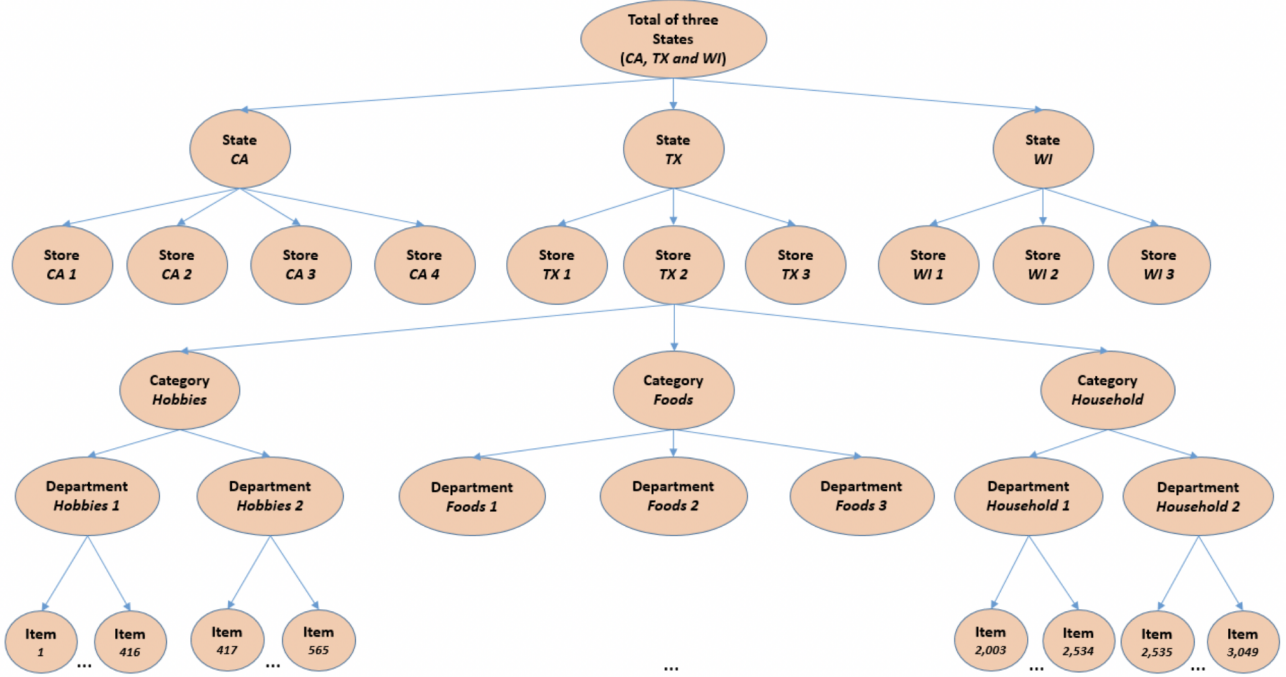 Total of three
States
(CA, TX and WI)
State
CA
State
TX
State
WI
Store
CA 1
Store
CA 2
Store
CA 3
Store
CA 4
Store
TX 1
Store
TX 2
Store
TX 3
Store
WI 1
Store
WI 2
Store
WI 3
Category
Hobbies
Category
Foods
Category
Household
Department
Hobbies 1
Department
Hobbies 2
Department
Foods 1
Department
Foods 2
Department
Foods 3
Department
Household 1
Department
Household 2
Item
1
...
Item
416
Item
417
...
Item
565
...
Item
2,003
...
Item
2,534
Item
2,535
...
Item
3,049